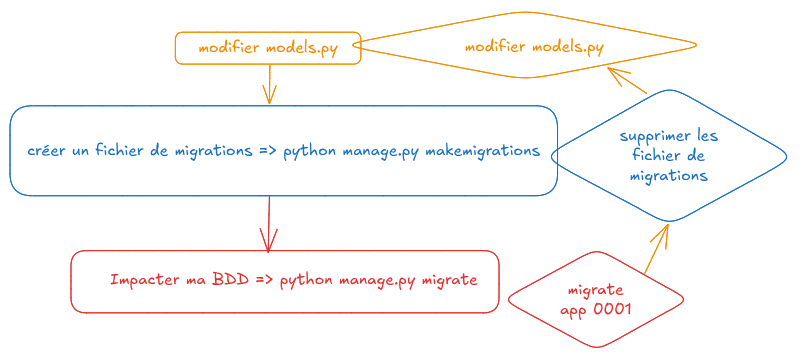 modifier models.py
modifier models.py
créer un fichier de migrations => python manage.py makemigrations
supprimer les
fichier de
migrations
Impacter ma BDD => python manage.py migrate
migrate
app 0001